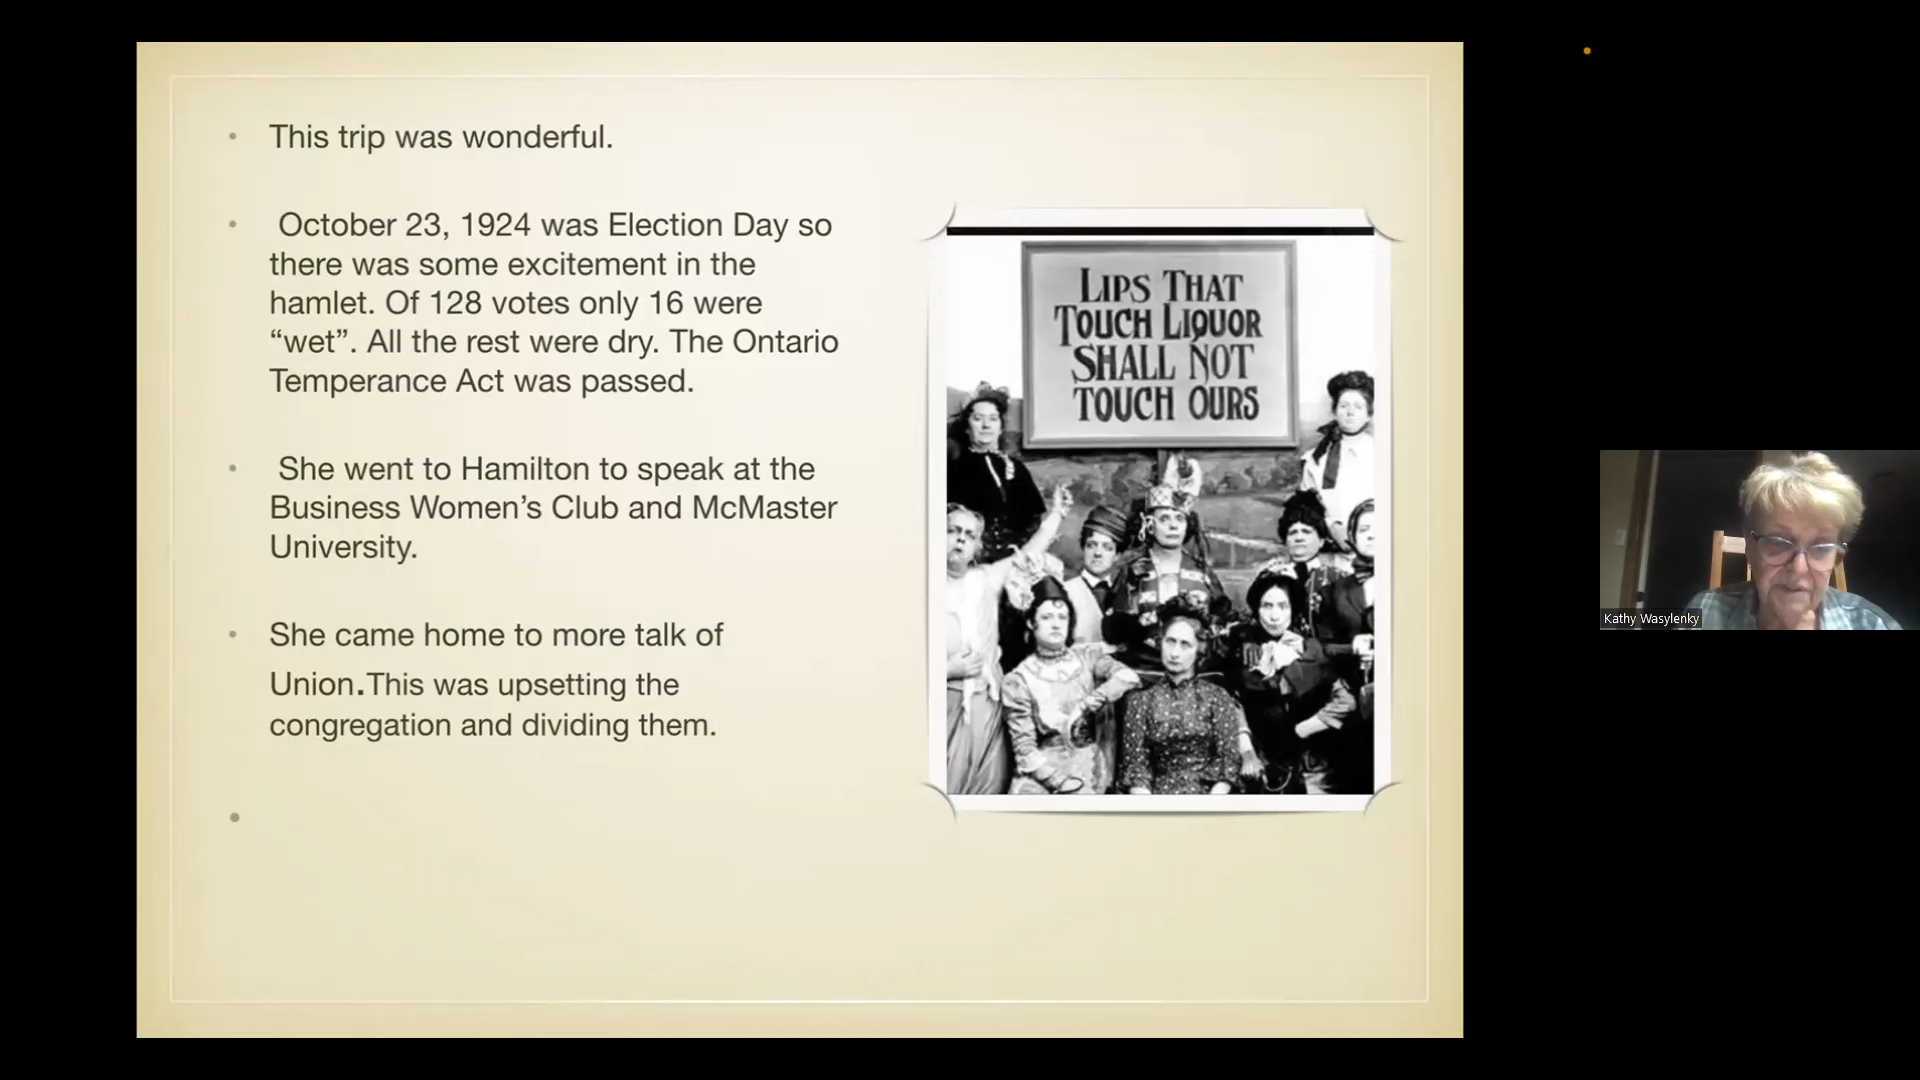 This trip was wonderful.
October 23, 1924 was Election Day so
there was some excitement in the
hamlet. Of 128 votes only 16 were
“wet”. All the rest were dry. The Ontario
Temperance Act was passed.
She went to Hamilton to speak at the
Business Women’s Club and McMaster
University.
She came home to more talk of
Union.This was upsetting the
congregation and dividing them.
LIPS THAT
TOUCH LIQUOR
SHALL NOT
TOUCH OURS
Kathy Wasylenky